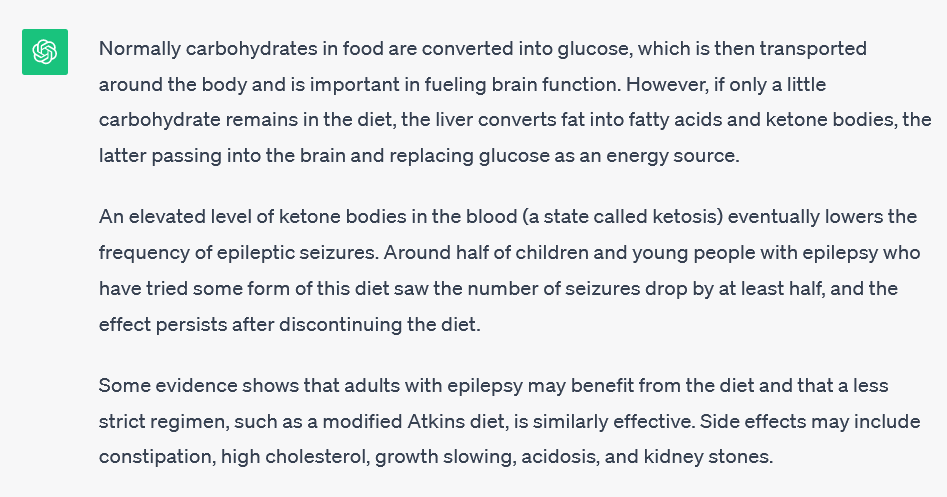 Normally carbohydrates in food are converted into glucose, which is then transported
around the body and is important in fueling brain function. However, if only a little
carbohydrate remains in the diet, the liver converts fat into fatty acids and ketone bodies, the
latter passing into the brain and replacing glucose as an energy source.
An elevated level of ketone bodies in the blood (a state called ketosis) eventually lowers the
frequency of epileptic seizures. Around half of children and young people with epilepsy who
have tried some form of this diet saw the number of seizures drop by at least half, and the
effect persists after discontinuing the diet.
Some evidence shows that adults with epilepsy may benefit from the diet and that a less
strict regimen, such as a modified Atkins diet, is similarly effective. Side effects may include
constipation, high cholesterol, growth slowing, acidosis, and kidney stones.